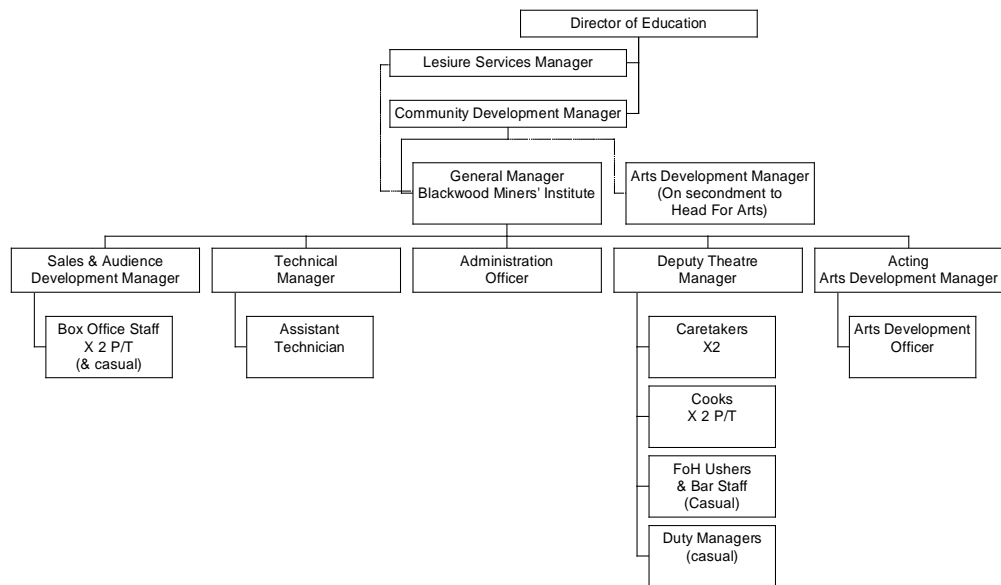 Director of Education
Lesiure Services Manager
Community Development Manager
General Manager
Blackwood Miners' Institute
Arts Development Manager
(On secondment to
Head For Arts)
Sales & Audience
Development Manager
Technical
Manager
Administration
Officer
Deputy Theatre
Manager
Acting
Arts Development Manager
Box Office Staff
X 2 P/T
(& casual)
Assistant
Technician
Caretakers
X2
Arts Development
Officer
Cooks
X 2 P/T
FoH Ushers
& Bar Staff
(Casual)
Duty Managers
(casual)